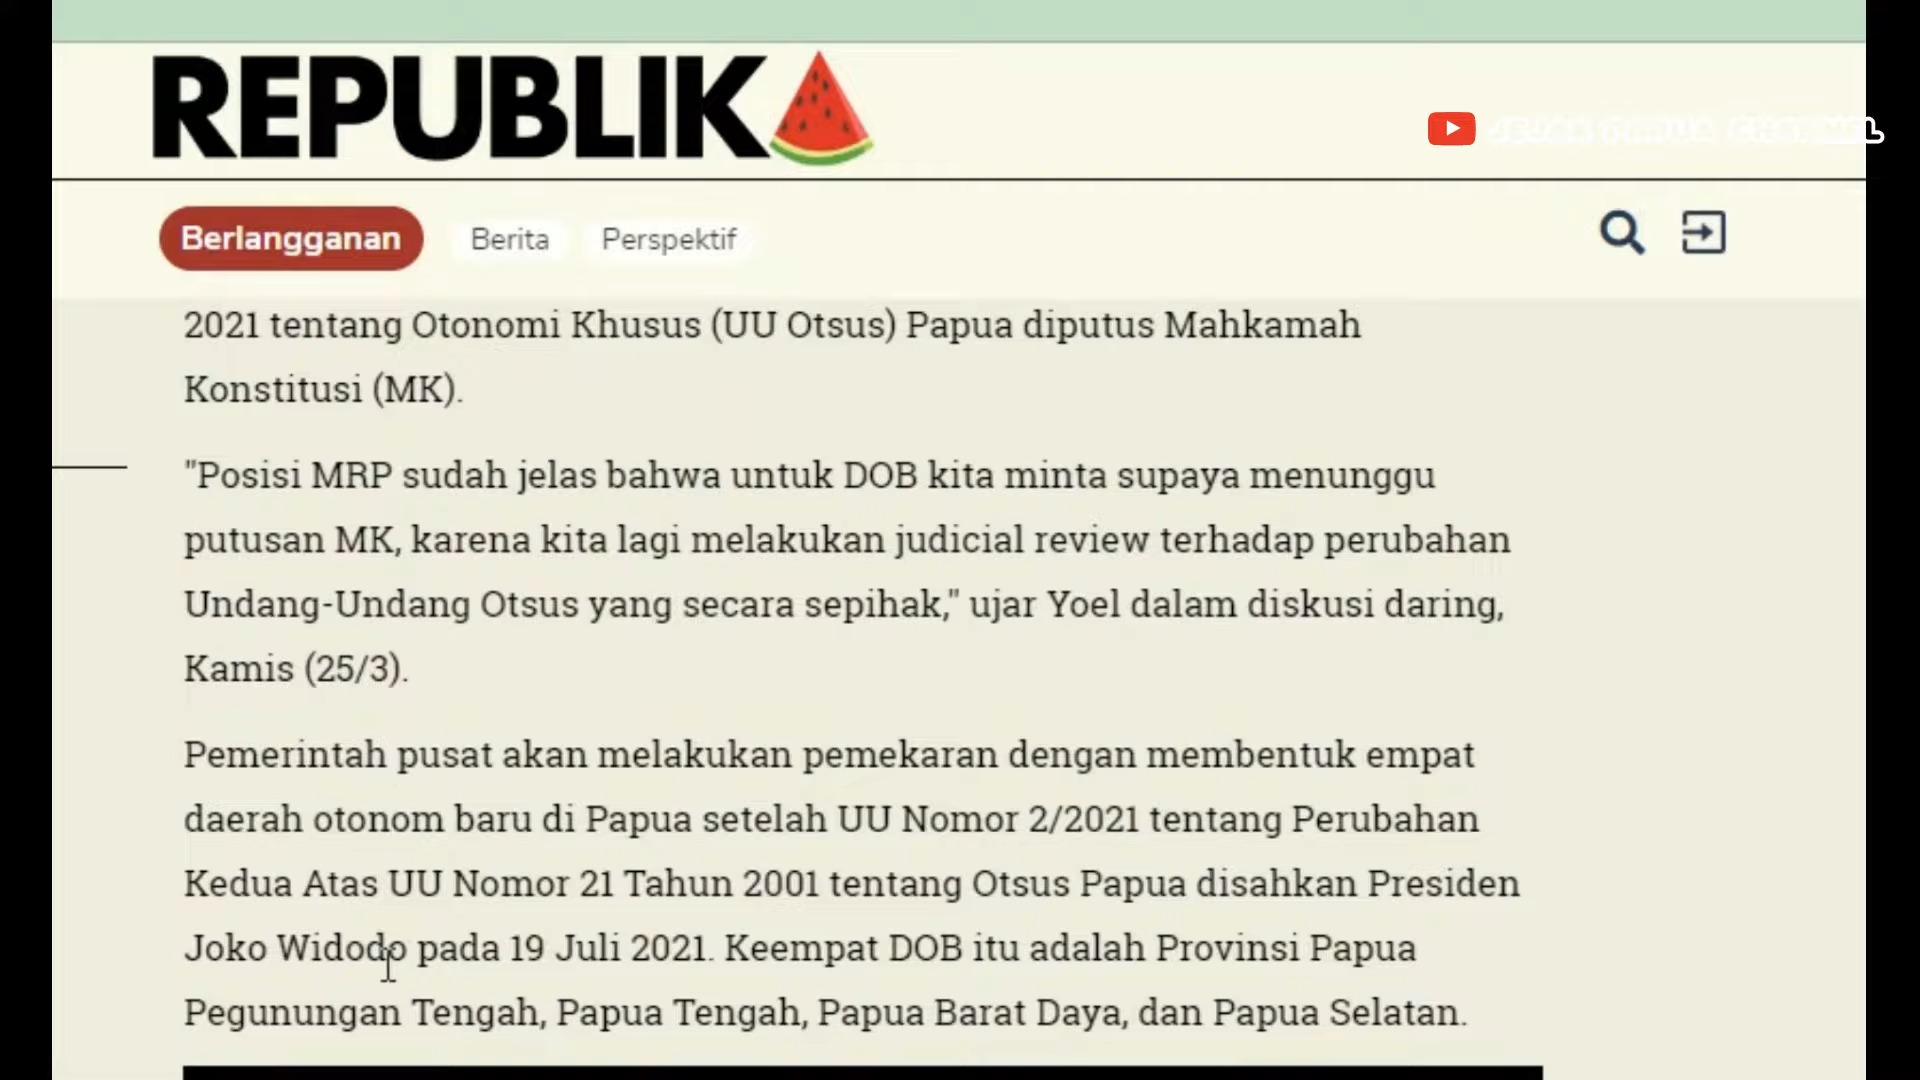 REPUBLIK
Berlangganan Berita Perspektif
2021 tentang Otonomi Khusus (UU Otsus) Papua diputus Mahkamah
Konstitusi (MK).
"Posisi MRP sudah jelas bahwa untuk DOB kita minta supaya menunggu
putusan MK, karena kita lagi melakukan judicial review terhadap perubahan
Undang-Undang Otsus yang secara sepihak," ujar Yoel dalam diskusi daring,
Kamis (25/3).
Pemerintah pusat akan melakukan pemekaran dengan membentuk empat
daerah otonom baru di Papua setelah UU Nomor 2/2021 tentang Perubahan
Kedua Atas UU Nomor 21 Tahun 2001 tentang Otsus Papua disahkan Presiden
Joko Widodo pada 19 Juli 2021. Keempat DOB itu adalah Provinsi Papua
Pegunungan Tengah, Papua Tengah, Papua Barat Daya, dan Papua Selatan.